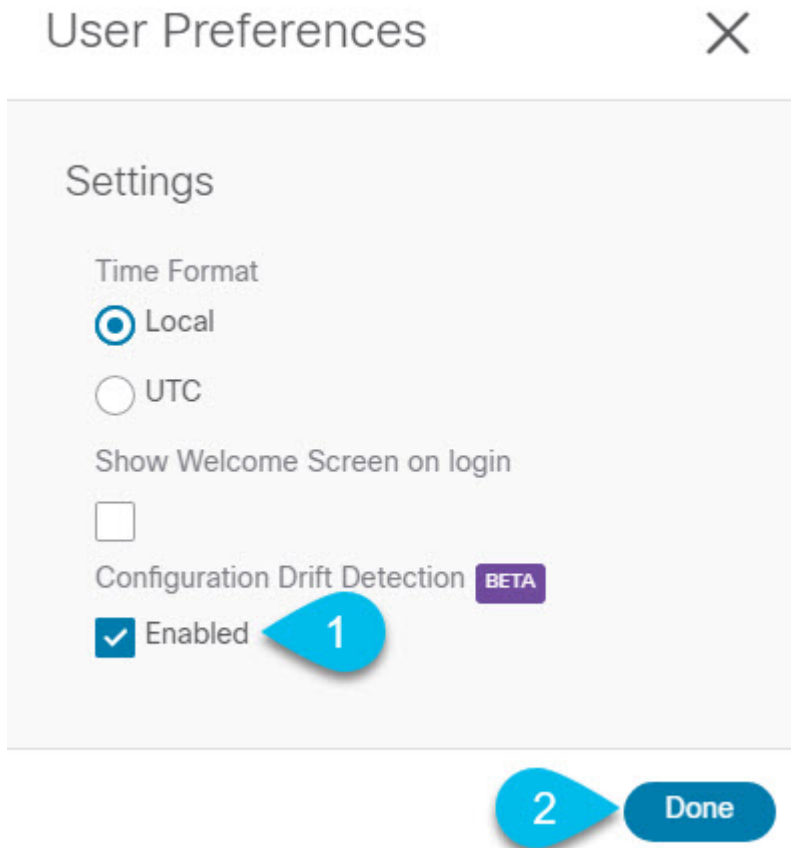 User Preferences
Settings
Time Format
Local
UTC
Show Welcome Screen on login
Configuration Drift Detection BETA
Enabled 1
2 Done